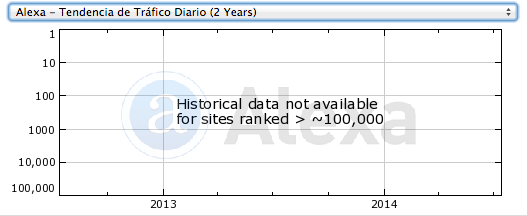 Alexa - Tendencia de Tráfico Diario (2 Years)
1
10
100
1000
10,000
100,000
a Alexa
Historical data not available
for sites ranked > ~100,000
2013
2014